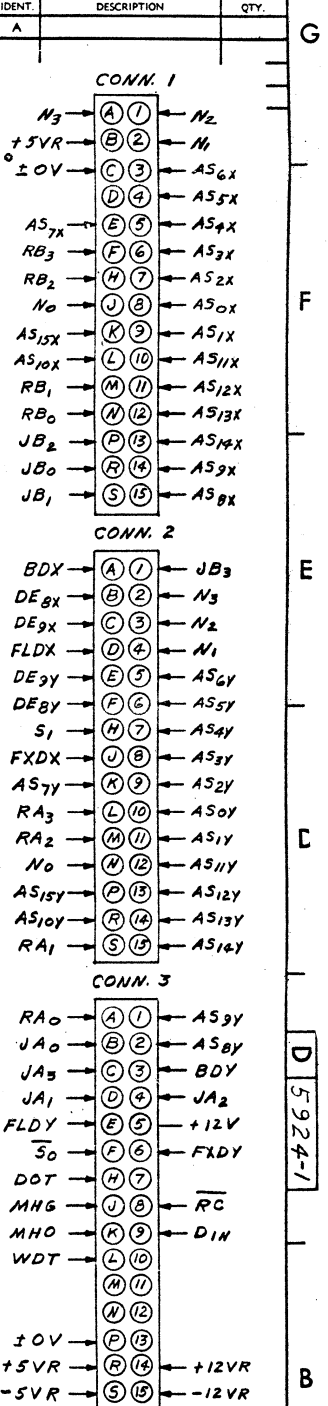 IDENT. DESCRIPTION QTY.
A
G
CONN. 1
N3 A 1 N2
+5VR B 2 N1
±0V C 3 AS6X
D 4 AS5X
AS7X E 5 AS4X
RB3 F 6 AS3X
RB2 H 7 AS2X
N0 J 8 AS0X
F
AS15X K 9 AS1X
AS10X L 10 AS11X
RB1 M 11 AS12X
RB0 N 12 AS13X
JB2 P 13 AS14X
JB0 R 14 AS9X
JB1 S 15 AS8X
CONN. 2
E
BDX A 1 JB3
DE8X B 2 N3
DE9X C 3 N2
FLDX D 4 N1
DE9Y E 5 AS6Y
DE8Y F 6 AS5Y
S1 H 7 AS4Y
FXDX J 8 AS3Y
AS7Y K 9 AS2Y
RA3 L 10 AS0Y
RA2 M 11 AS1Y
N0 N 12 AS11Y
AS15Y P 13 AS12Y
AS10Y R 14 AS13Y
RA1 S 15 AS14Y
CONN. 3
RA0 A 1 AS9Y
JA0 B 2 AS8Y
JA3 C 3 BDY
JA1 D 4 JA2
FLDY E 5 +12V
S̅0 F 6 FXDY
DOT H 7
MHG J 8 R̅C̅
MHO K 9 DIN
WDT L 10
M 11
N 12
±0V P 13
+5VR R 14 +12VR
-5VR S 15 -12VR
D 5924-1
B